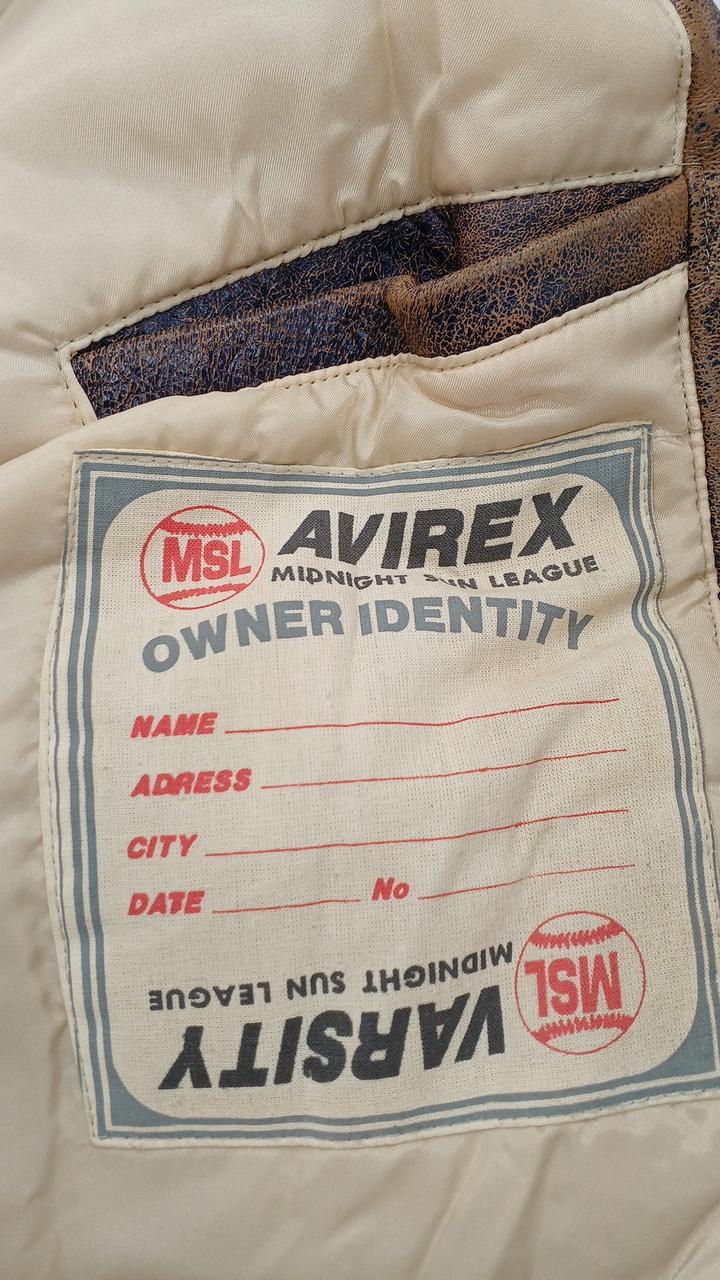 MSL AVIREX
MIDNIGHT SUN LEAGUE
OWNER IDENTITY
NAME
ADRESS
CITY
DATE No
MSL
MIDNIGHT SUN LEAGUE
VARSITY